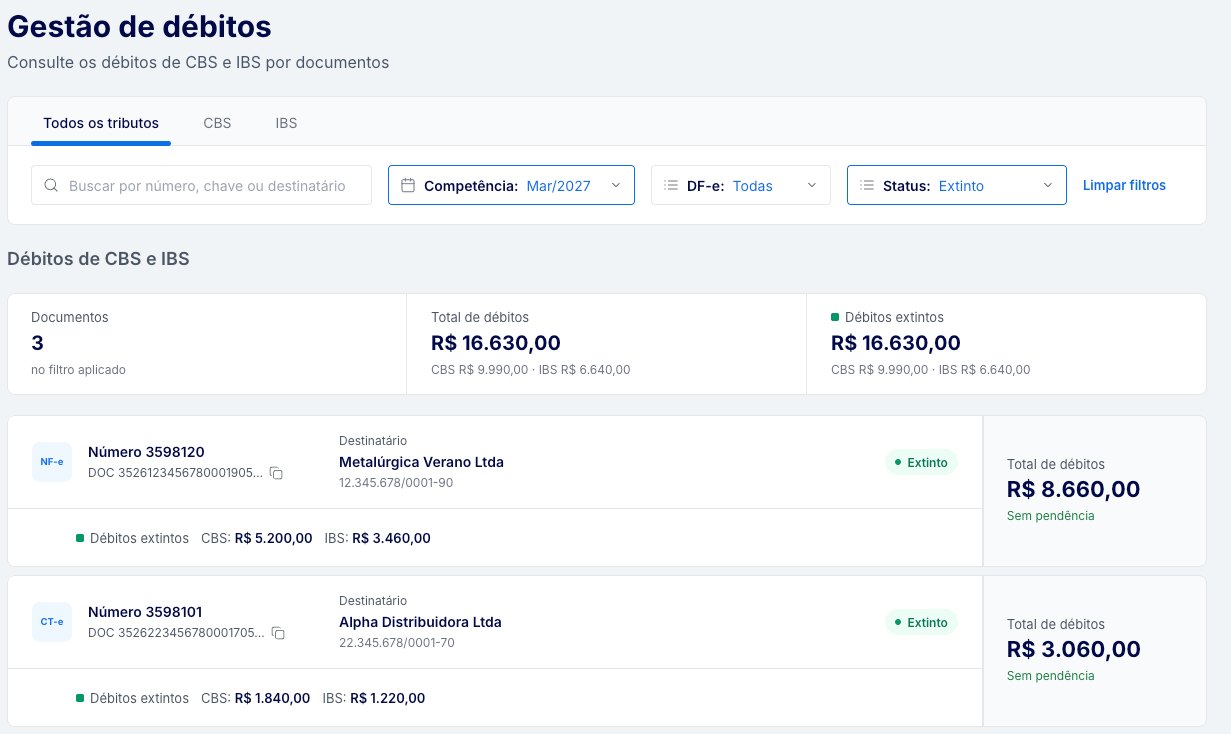 Gestão de débitos
Consulte os débitos de CBS e IBS por documentos
Todos os tributos CBS IBS
Buscar por número, chave ou destinatário Competência: Mar/2027 DF-e: Todas Status: Extinto Limpar filtros
Débitos de CBS e IBS
Documentos
3
no filtro aplicado
Total de débitos
R$ 16.630,00
CBS R$ 9.990,00 · IBS R$ 6.640,00
Débitos extintos
R$ 16.630,00
CBS R$ 9.990,00 · IBS R$ 6.640,00
NF-e
Número 3598120
DOC 3526123456780001905...
Destinatário
Metalúrgica Verano Ltda
12.345.678/0001-90
Extinto
Total de débitos
R$ 8.660,00
Sem pendência
Débitos extintos CBS: R$ 5.200,00 IBS: R$ 3.460,00
CT-e
Número 3598101
DOC 3526223456780001705...
Destinatário
Alpha Distribuidora Ltda
22.345.678/0001-70
Extinto
Total de débitos
R$ 3.060,00
Sem pendência
Débitos extintos CBS: R$ 1.840,00 IBS: R$ 1.220,00